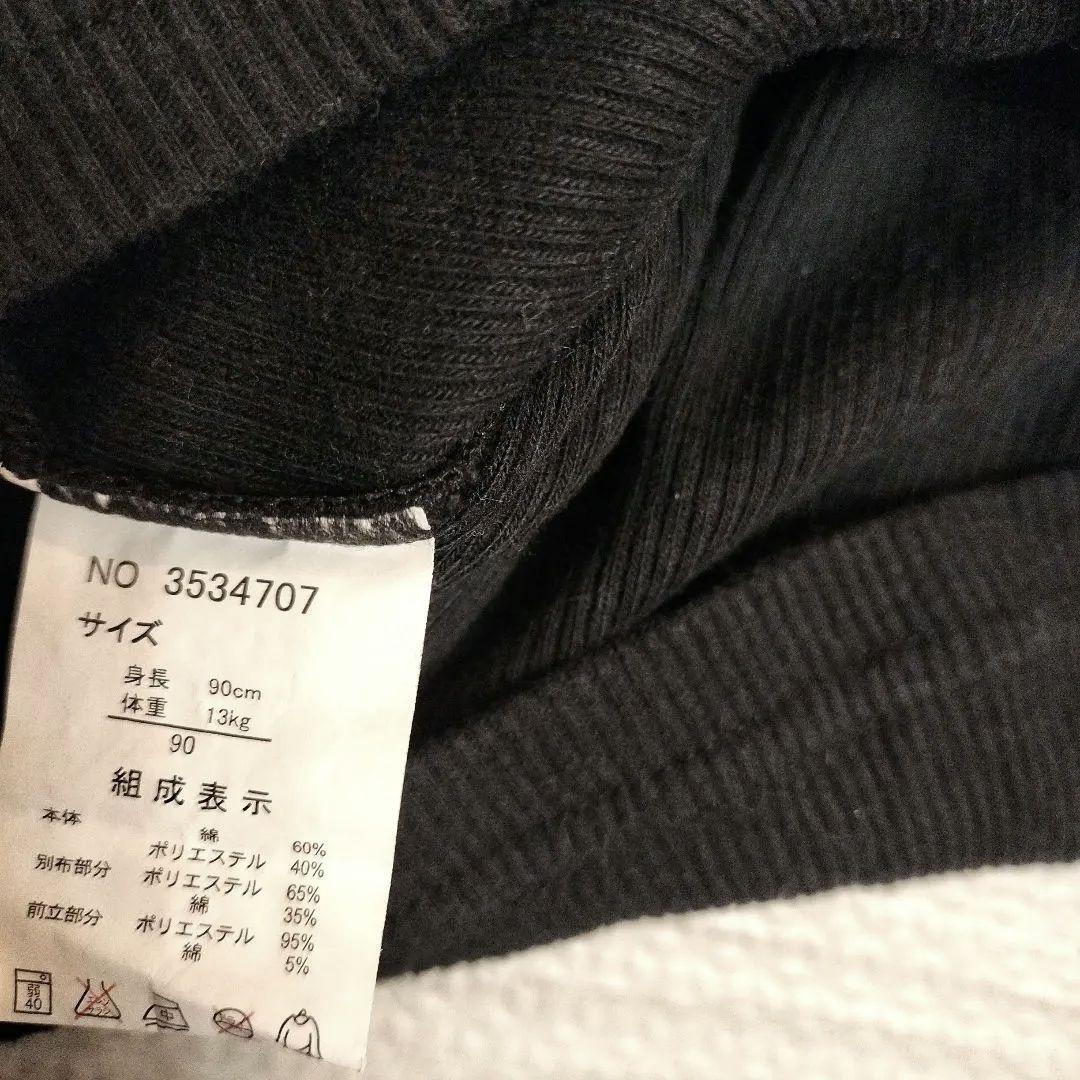 NO 3534707
サイズ
身長 90cm
体重 13kg
90
組成表示
本体 綿 60%
ポリエステル 40%
別布部分 ポリエステル 65%
綿 35%
前立部分 ポリエステル 95%
綿 5%
弱 40 中